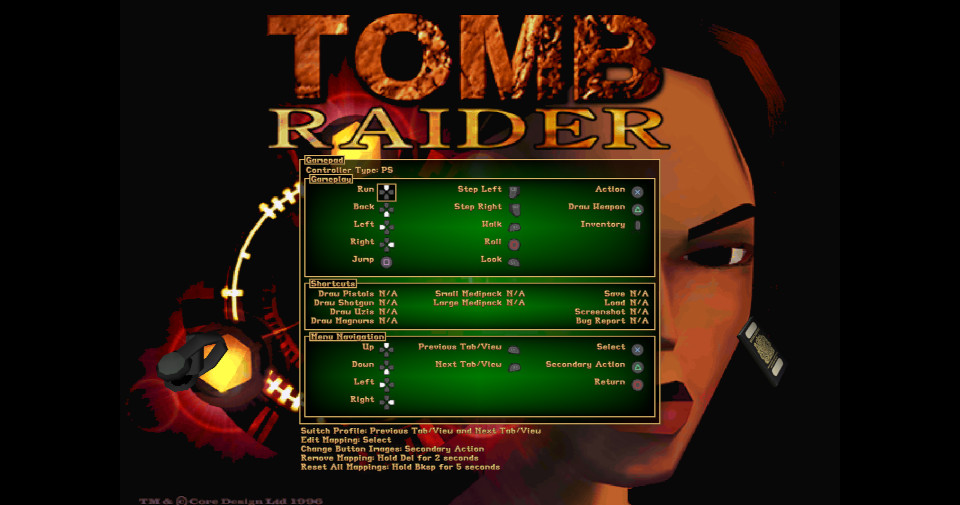 TOMB
RAIDER
Gamepad
Controller Type: PS
Gameplay
Run
Back
Left
Right
Jump
Step Left
Step Right
Walk
Roll
Look
Action
Draw Weapon
Inventory
Shortcuts
Draw Pistols N/A
Draw Shotgun N/A
Draw Uzis N/A
Draw Magnums N/A
Small Medipack N/A
Large Medipack N/A
Save N/A
Load N/A
Screenshot N/A
Bug Report N/A
Menu Navigation
Up
Down
Left
Right
Previous Tab/View
Next Tab/View
Select
Secondary Action
Return
Switch Profile: Previous Tab/View and Next Tab/View
Edit Mapping: Select
Change Button Images: Secondary Action
Remove Mapping: Hold Del for 2 seconds
Reset All Mappings: Hold Bksp for 5 seconds
TM & © Core Design Ltd 1996